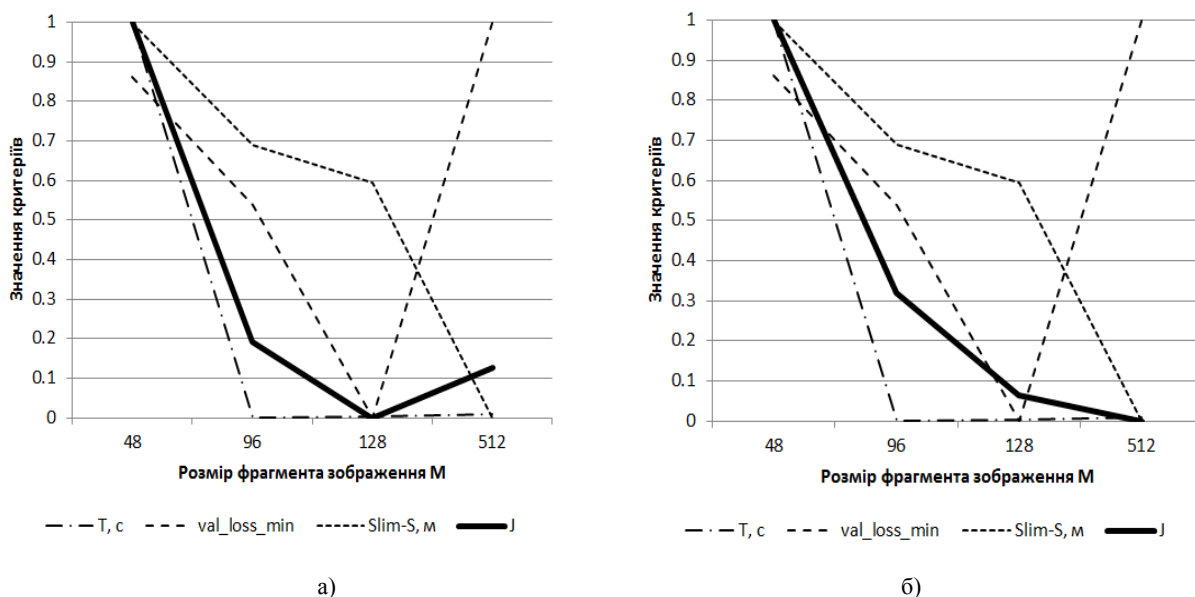 1
0.9
0.8
0.7
0.6
0.5
0.4
0.3
0.2
0.1
0
Значення критеріїв
48 96 128 512
Розмір фрагмента зображення М
T, с val_loss_min Slim-S, м J
а)
1
0.9
0.8
0.7
0.6
0.5
0.4
0.3
0.2
0.1
0
Значення критеріїв
48 96 128 512
Розмір фрагмента зображення М
T, с val_loss_min Slim-S, м J
б)